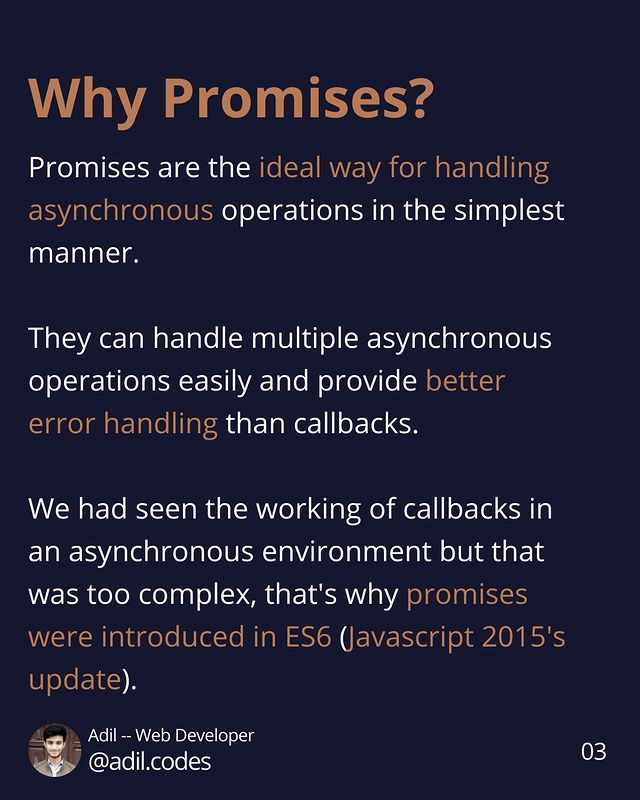 Why Promises?
Promises are the ideal way for handling
asynchronous operations in the simplest
manner.
They can handle multiple asynchronous
operations easily and provide better
error handling than callbacks.
We had seen the working of callbacks in
an asynchronous environment but that
was too complex, that's why promises
were introduced in ES6 (Javascript 2015's
update).
Adil -- Web Developer
@adil.codes
03